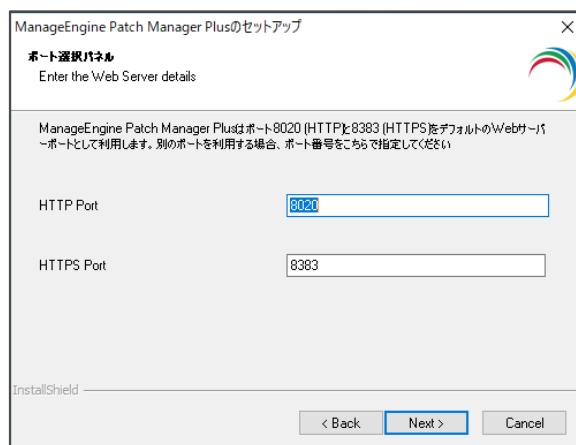 ManageEngine Patch Manager Plusのセットアップ
ポート選択パネル
Enter the Web Server details
ManageEngine Patch Manager Plusはポート8020 (HTTP)と8383 (HTTPS)をデフォルトのWebサーバ
ーポートとして利用します。別のポートを利用する場合、ポート番号をこちらで指定してください
HTTP Port
8020
HTTPS Port
8383
InstallShield
< Back
Next >
Cancel